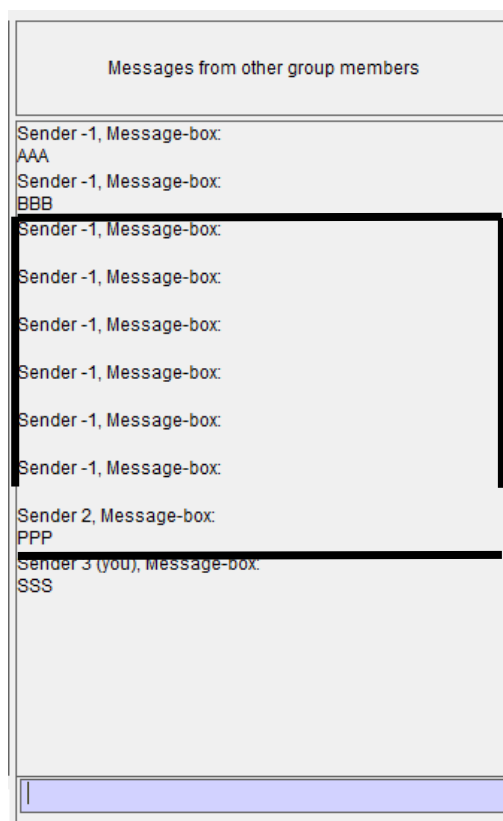 Messages from other group members
Sender -1, Message-box:
AAA
Sender -1, Message-box:
BBB
Sender -1, Message-box:
Sender -1, Message-box:
Sender -1, Message-box:
Sender -1, Message-box:
Sender -1, Message-box:
Sender -1, Message-box:
Sender 2, Message-box:
PPP
Sender 3 (you), Message-box:
SSS